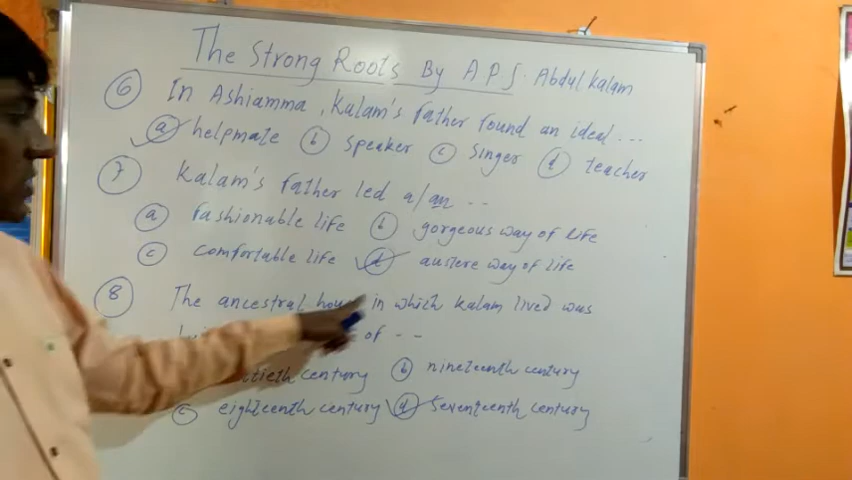 The Strong Roots By APJ. Abdul Kalam
6 In Ashiamma, Kalam's father found an ideal ...
a helpmate b speaker c singer d teacher
7 Kalam's father led a/an --
a fashionable life b gorgeous way of life
c comfortable life d austere way of life
8 The ancestral house in which Kalam lived was
of --
century b nineteenth century
c eighteenth century d seventeenth century